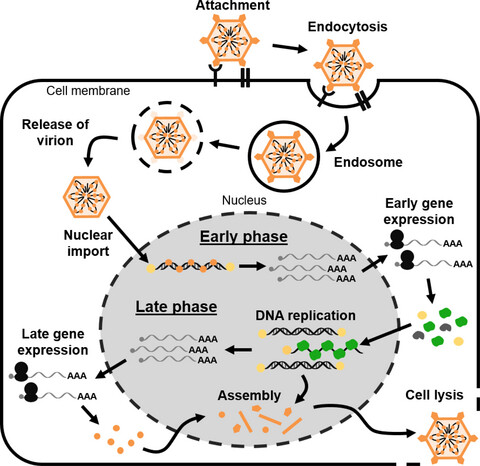 Attachment
Endocytosis
Cell membrane
Release of
virion
Endosome
Nucleus
Early gene
expression
Nuclear
import
Early phase
AAA
AAA
AAA
AAA
AAA
Late phase
DNA replication
Late gene
expression
AAA
AAA
AAA
AAA
AAA
Assembly
Cell lysis